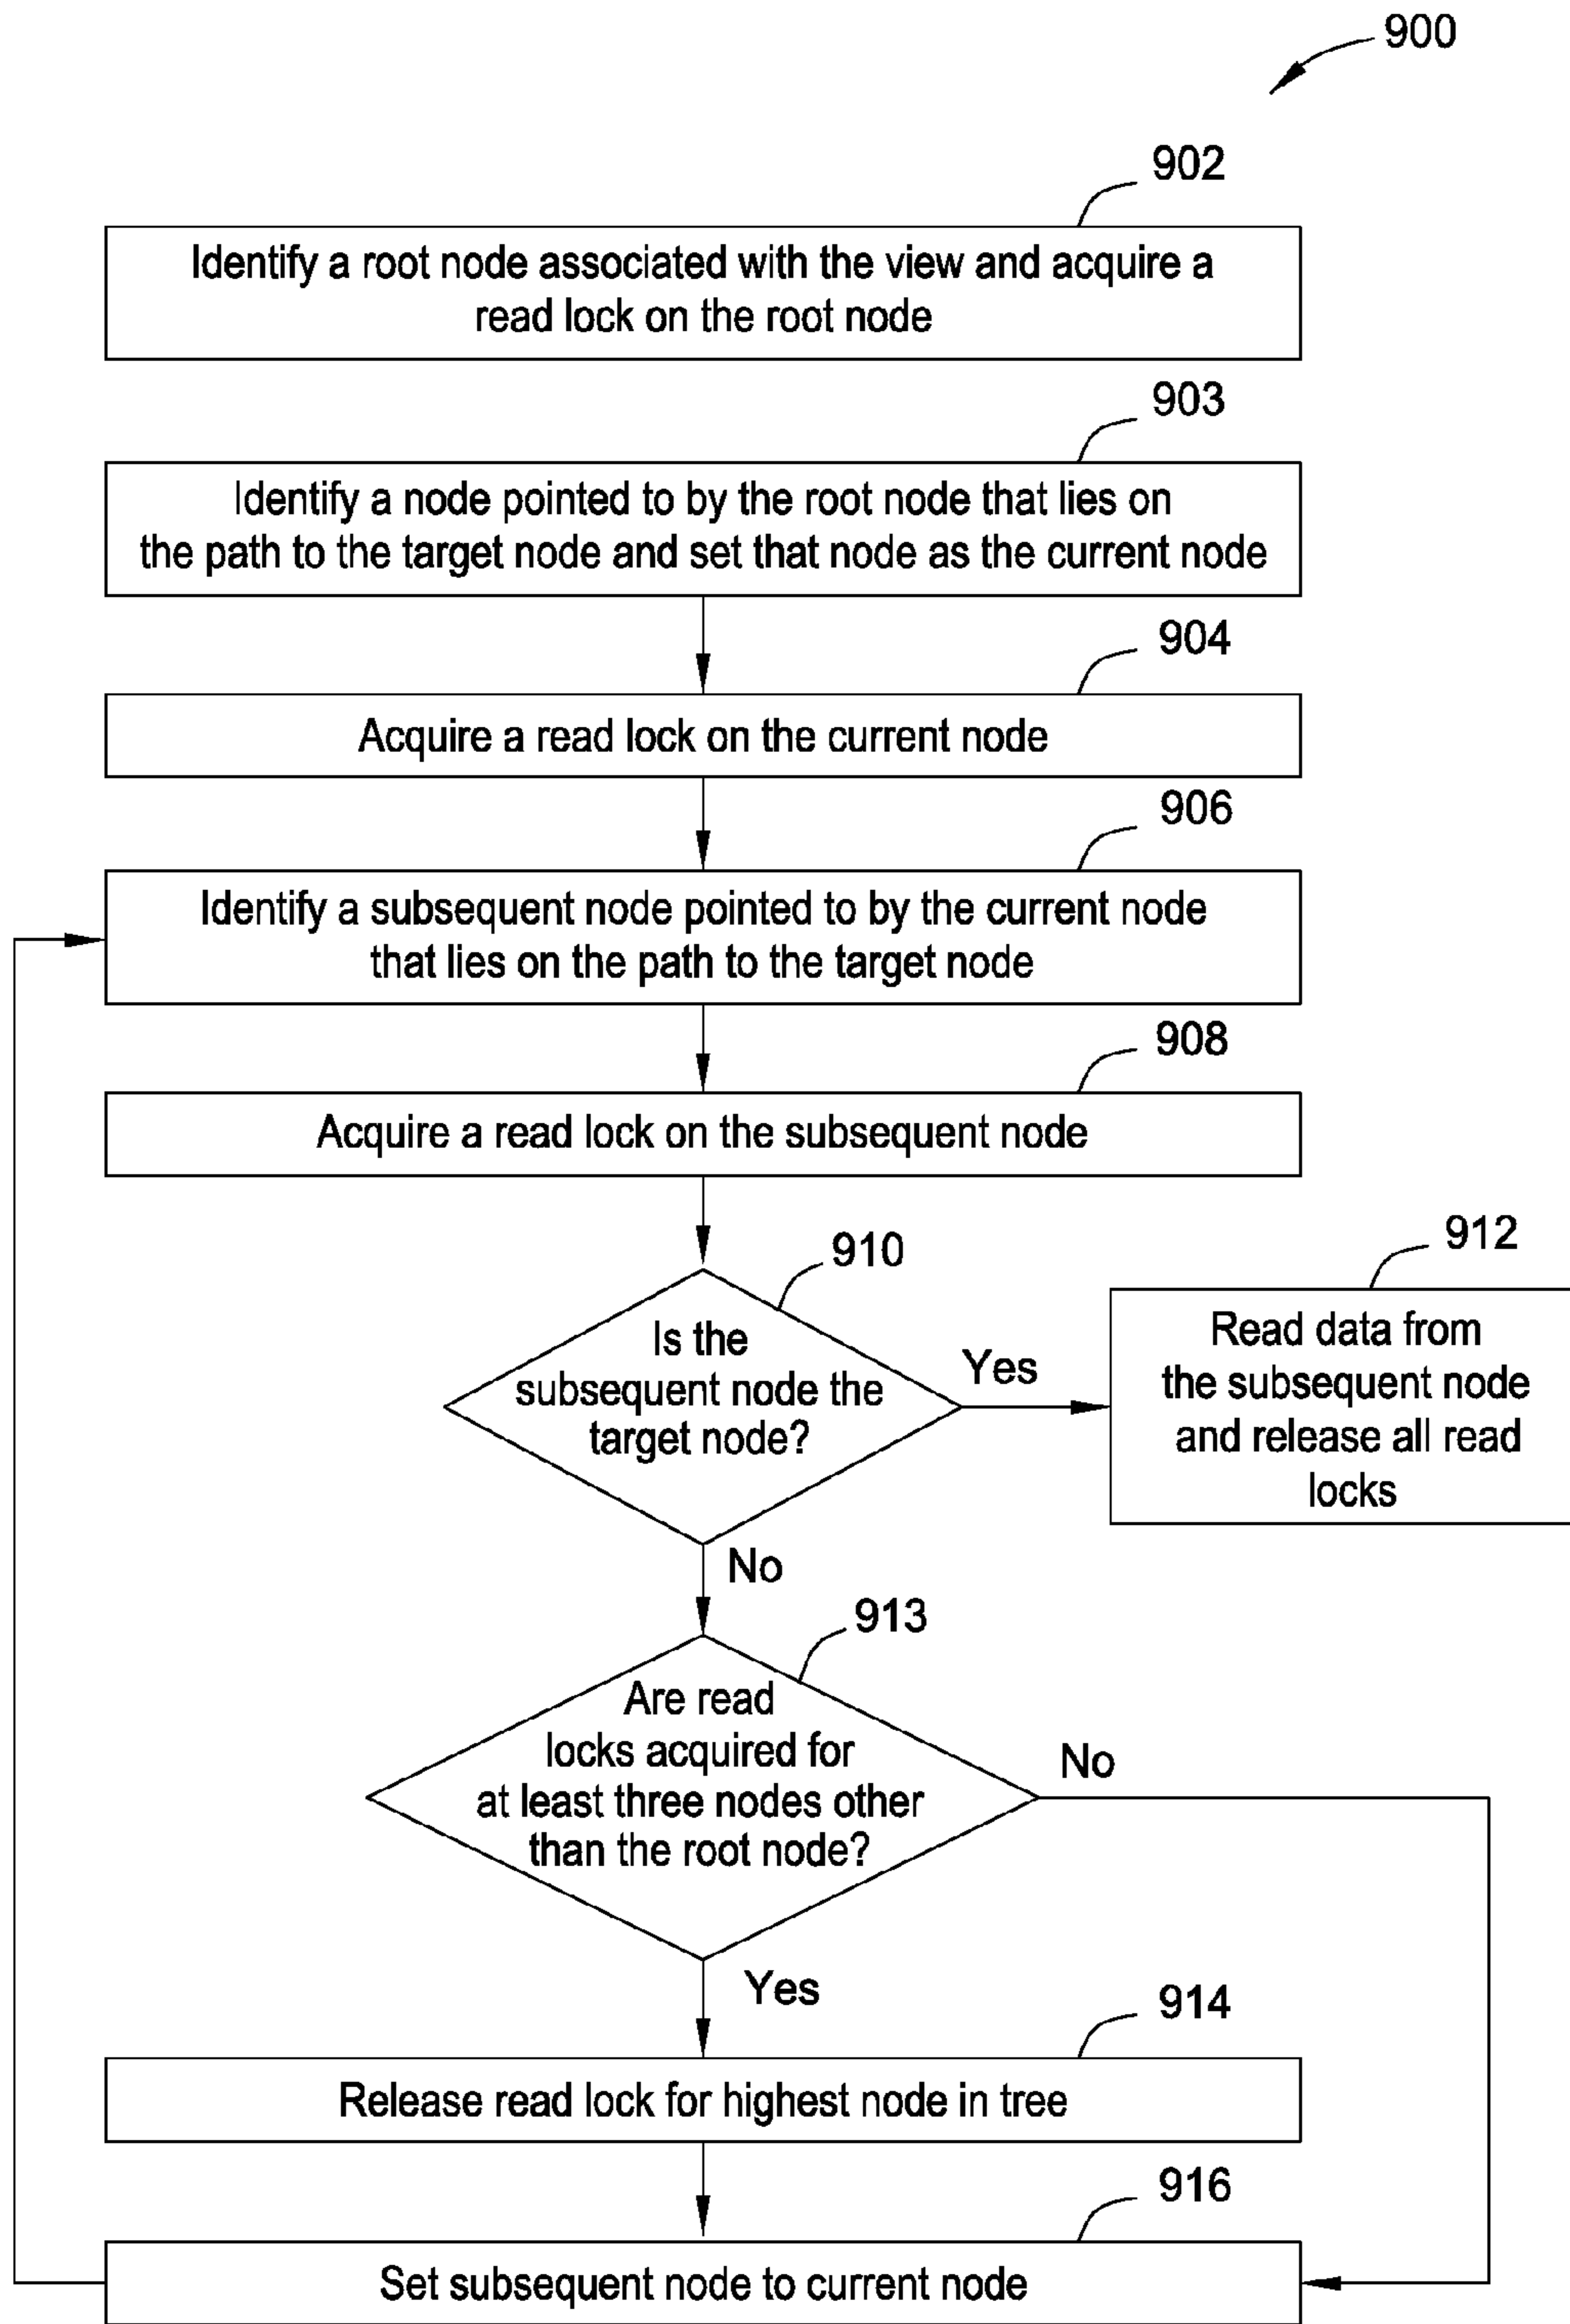 900
902
Identify a root node associated with the view and acquire a
read lock on the root node
903
Identify a node pointed to by the root node that lies on
the path to the target node and set that node as the current node
904
Acquire a read lock on the current node
906
Identify a subsequent node pointed to by the current node
that lies on the path to the target node
908
Acquire a read lock on the subsequent node
910
Is the
subsequent node the
target node?
Yes
912
Read data from
the subsequent node
and release all read
locks
No
913
Are read
locks acquired for
at least three nodes other
than the root node?
No
Yes
914
Release read lock for highest node in tree
916
Set subsequent node to current node